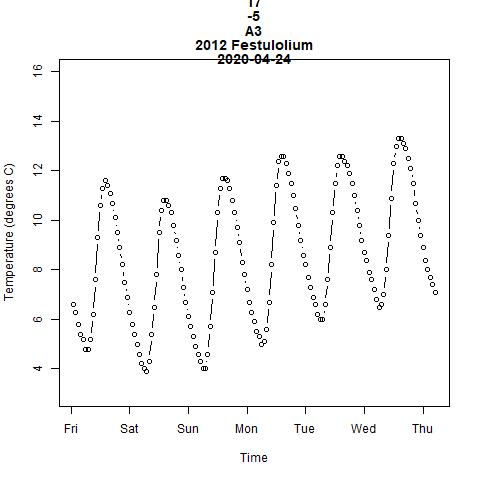 17
-5
A3
2012 Festulolium
2020-04-24
16
14
12
10
8
6
4
Temperature (degrees C)
Fri Sat Sun Mon Tue Wed Thu
Time